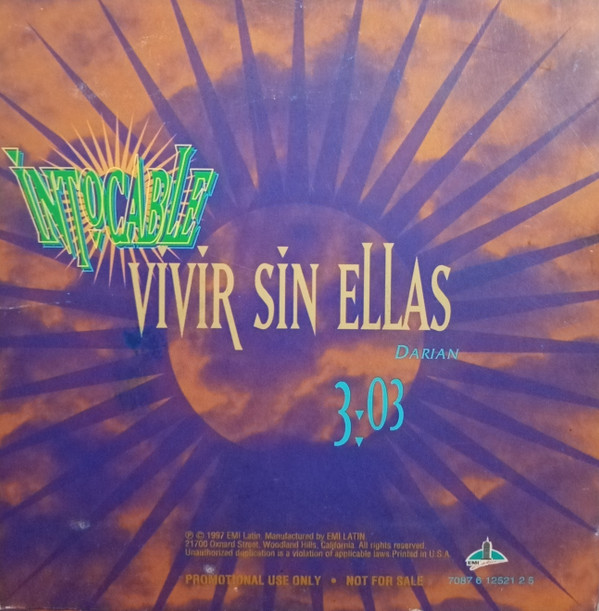 INTOCABLE
VIVIR SIN ELLAS
DARIAN
3:03
℗ © 1997 EMI Latin. Manufactured by EMI LATIN,
21700 Oxnard Street, Woodland Hills, California. All rights reserved.
Unauthorized duplication is a violation of applicable laws Printed in U.S.A.
PROMOTIONAL USE ONLY • NOT FOR SALE • 7087 6 12521 2 5
EMI